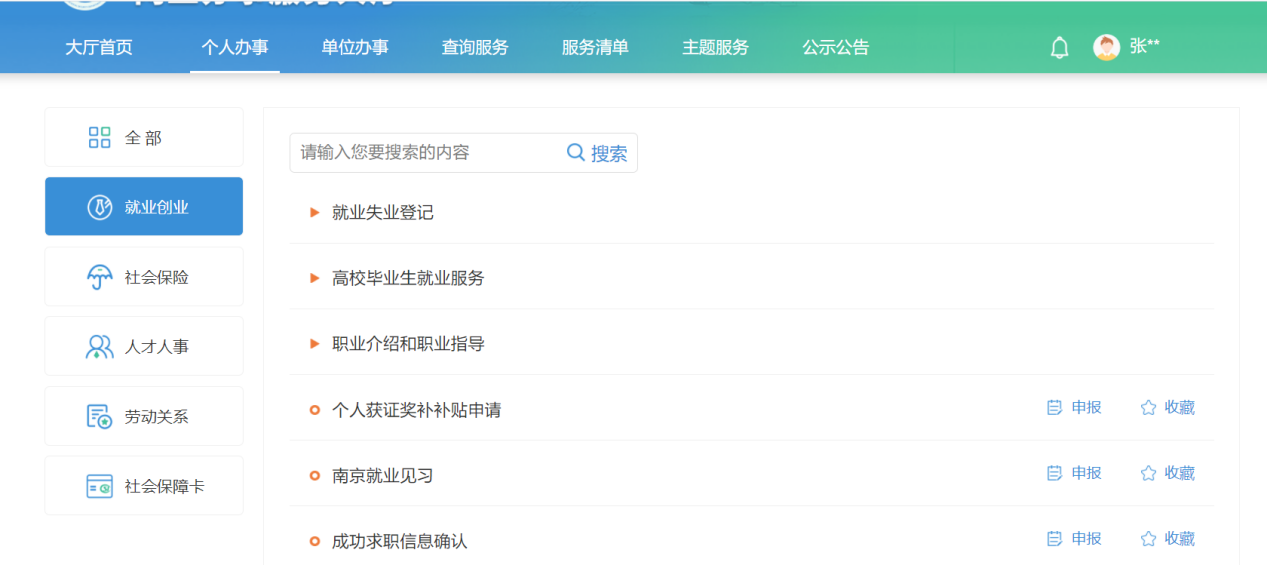 大厅首页 个人办事 单位办事 查询服务 服务清单 主题服务 公示公告 张**
全部
就业创业
社会保险
人才人事
劳动关系
社会保障卡
请输入您要搜索的内容 搜索
就业失业登记
高校毕业生就业服务
职业介绍和职业指导
个人获证奖补补贴申请 申报 收藏
南京就业见习 申报 收藏
成功求职信息确认 申报 收藏